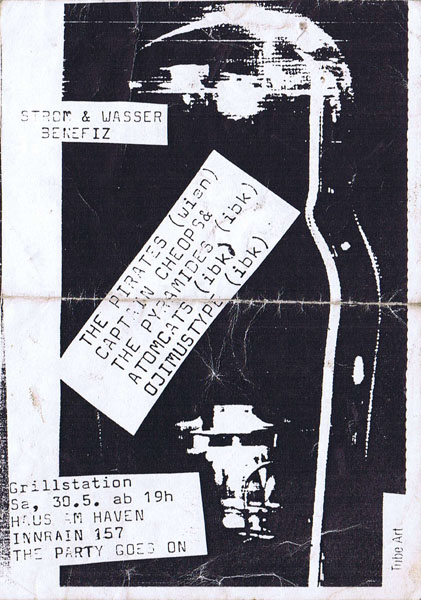 STROM & WASSER
BENEFIZ
THE PIRATES (wien)
CAPTAIN CHEOPS&
THE PYRAMIDES (ibk)
ATOMCATS (ibk)
OJIMUSTYPE (ibk)
Grillstation
Sa, 30.5. ab 19h
HAUS AM HAVEN
INNRAIN 157
THE PARTY GOES ON
Tribe Art